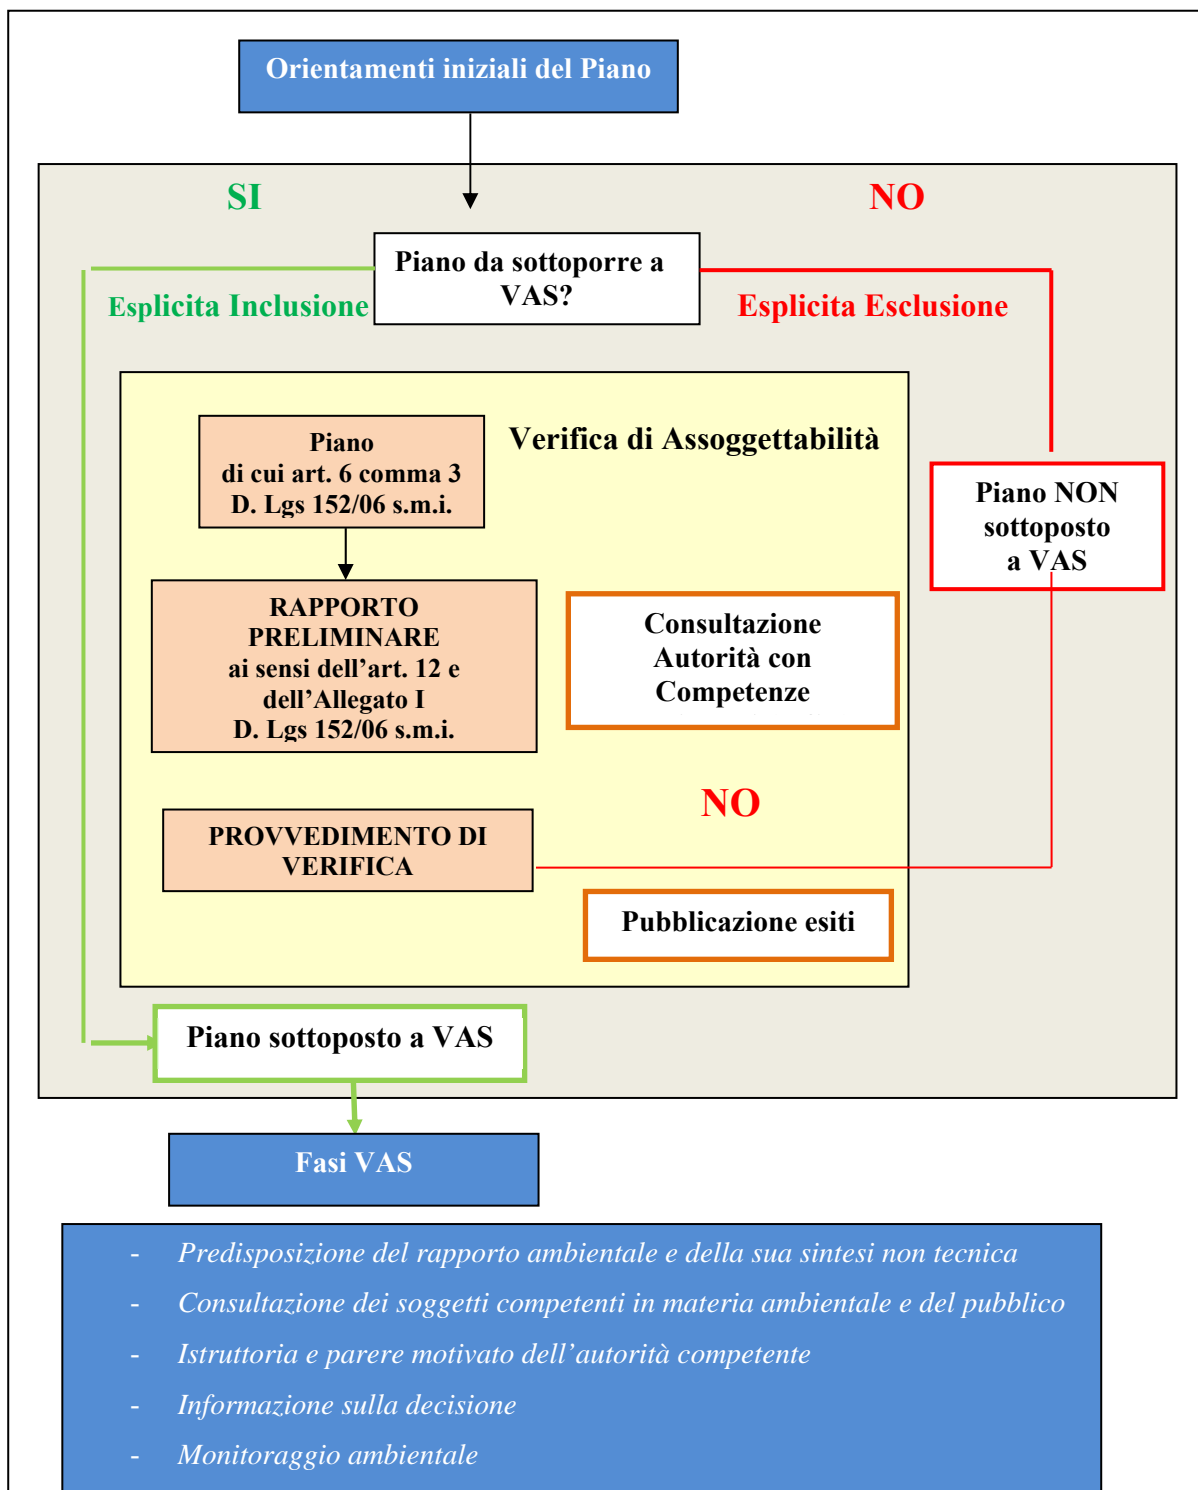 Orientamenti iniziali del Piano
SI
NO
Piano da sottoporre a
VAS?
Esplicita Inclusione
Esplicita Esclusione
Piano
di cui art. 6 comma 3
D. Lgs 152/06 s.m.i.
Verifica di Assoggettabilità
Piano NON
sottoposto
a VAS
RAPPORTO
PRELIMINARE
ai sensi dell’art. 12 e
dell’Allegato I
D. Lgs 152/06 s.m.i.
Consultazione
Autorità con
Competenze
NO
PROVVEDIMENTO DI
VERIFICA
Pubblicazione esiti
Piano sottoposto a VAS
Fasi VAS
- Predisposizione del rapporto ambientale e della sua sintesi non tecnica
- Consultazione dei soggetti competenti in materia ambientale e del pubblico
- Istruttoria e parere motivato dell’autorità competente
- Informazione sulla decisione
- Monitoraggio ambientale